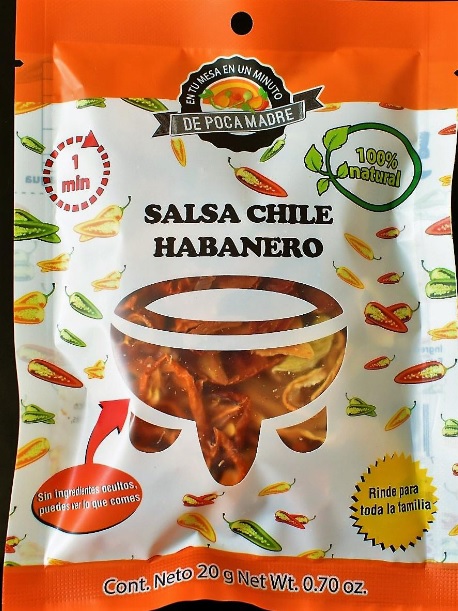 EN TU MESA EN UN MINUTO
DE POCA MADRE
1
min
100%
natural
SALSA CHILE
HABANERO
Sin ingredientes ocultos,
puedes ver lo que comes
Rinde para
toda la familia
Cont. Neto 20 g Net Wt. 0.70 oz.